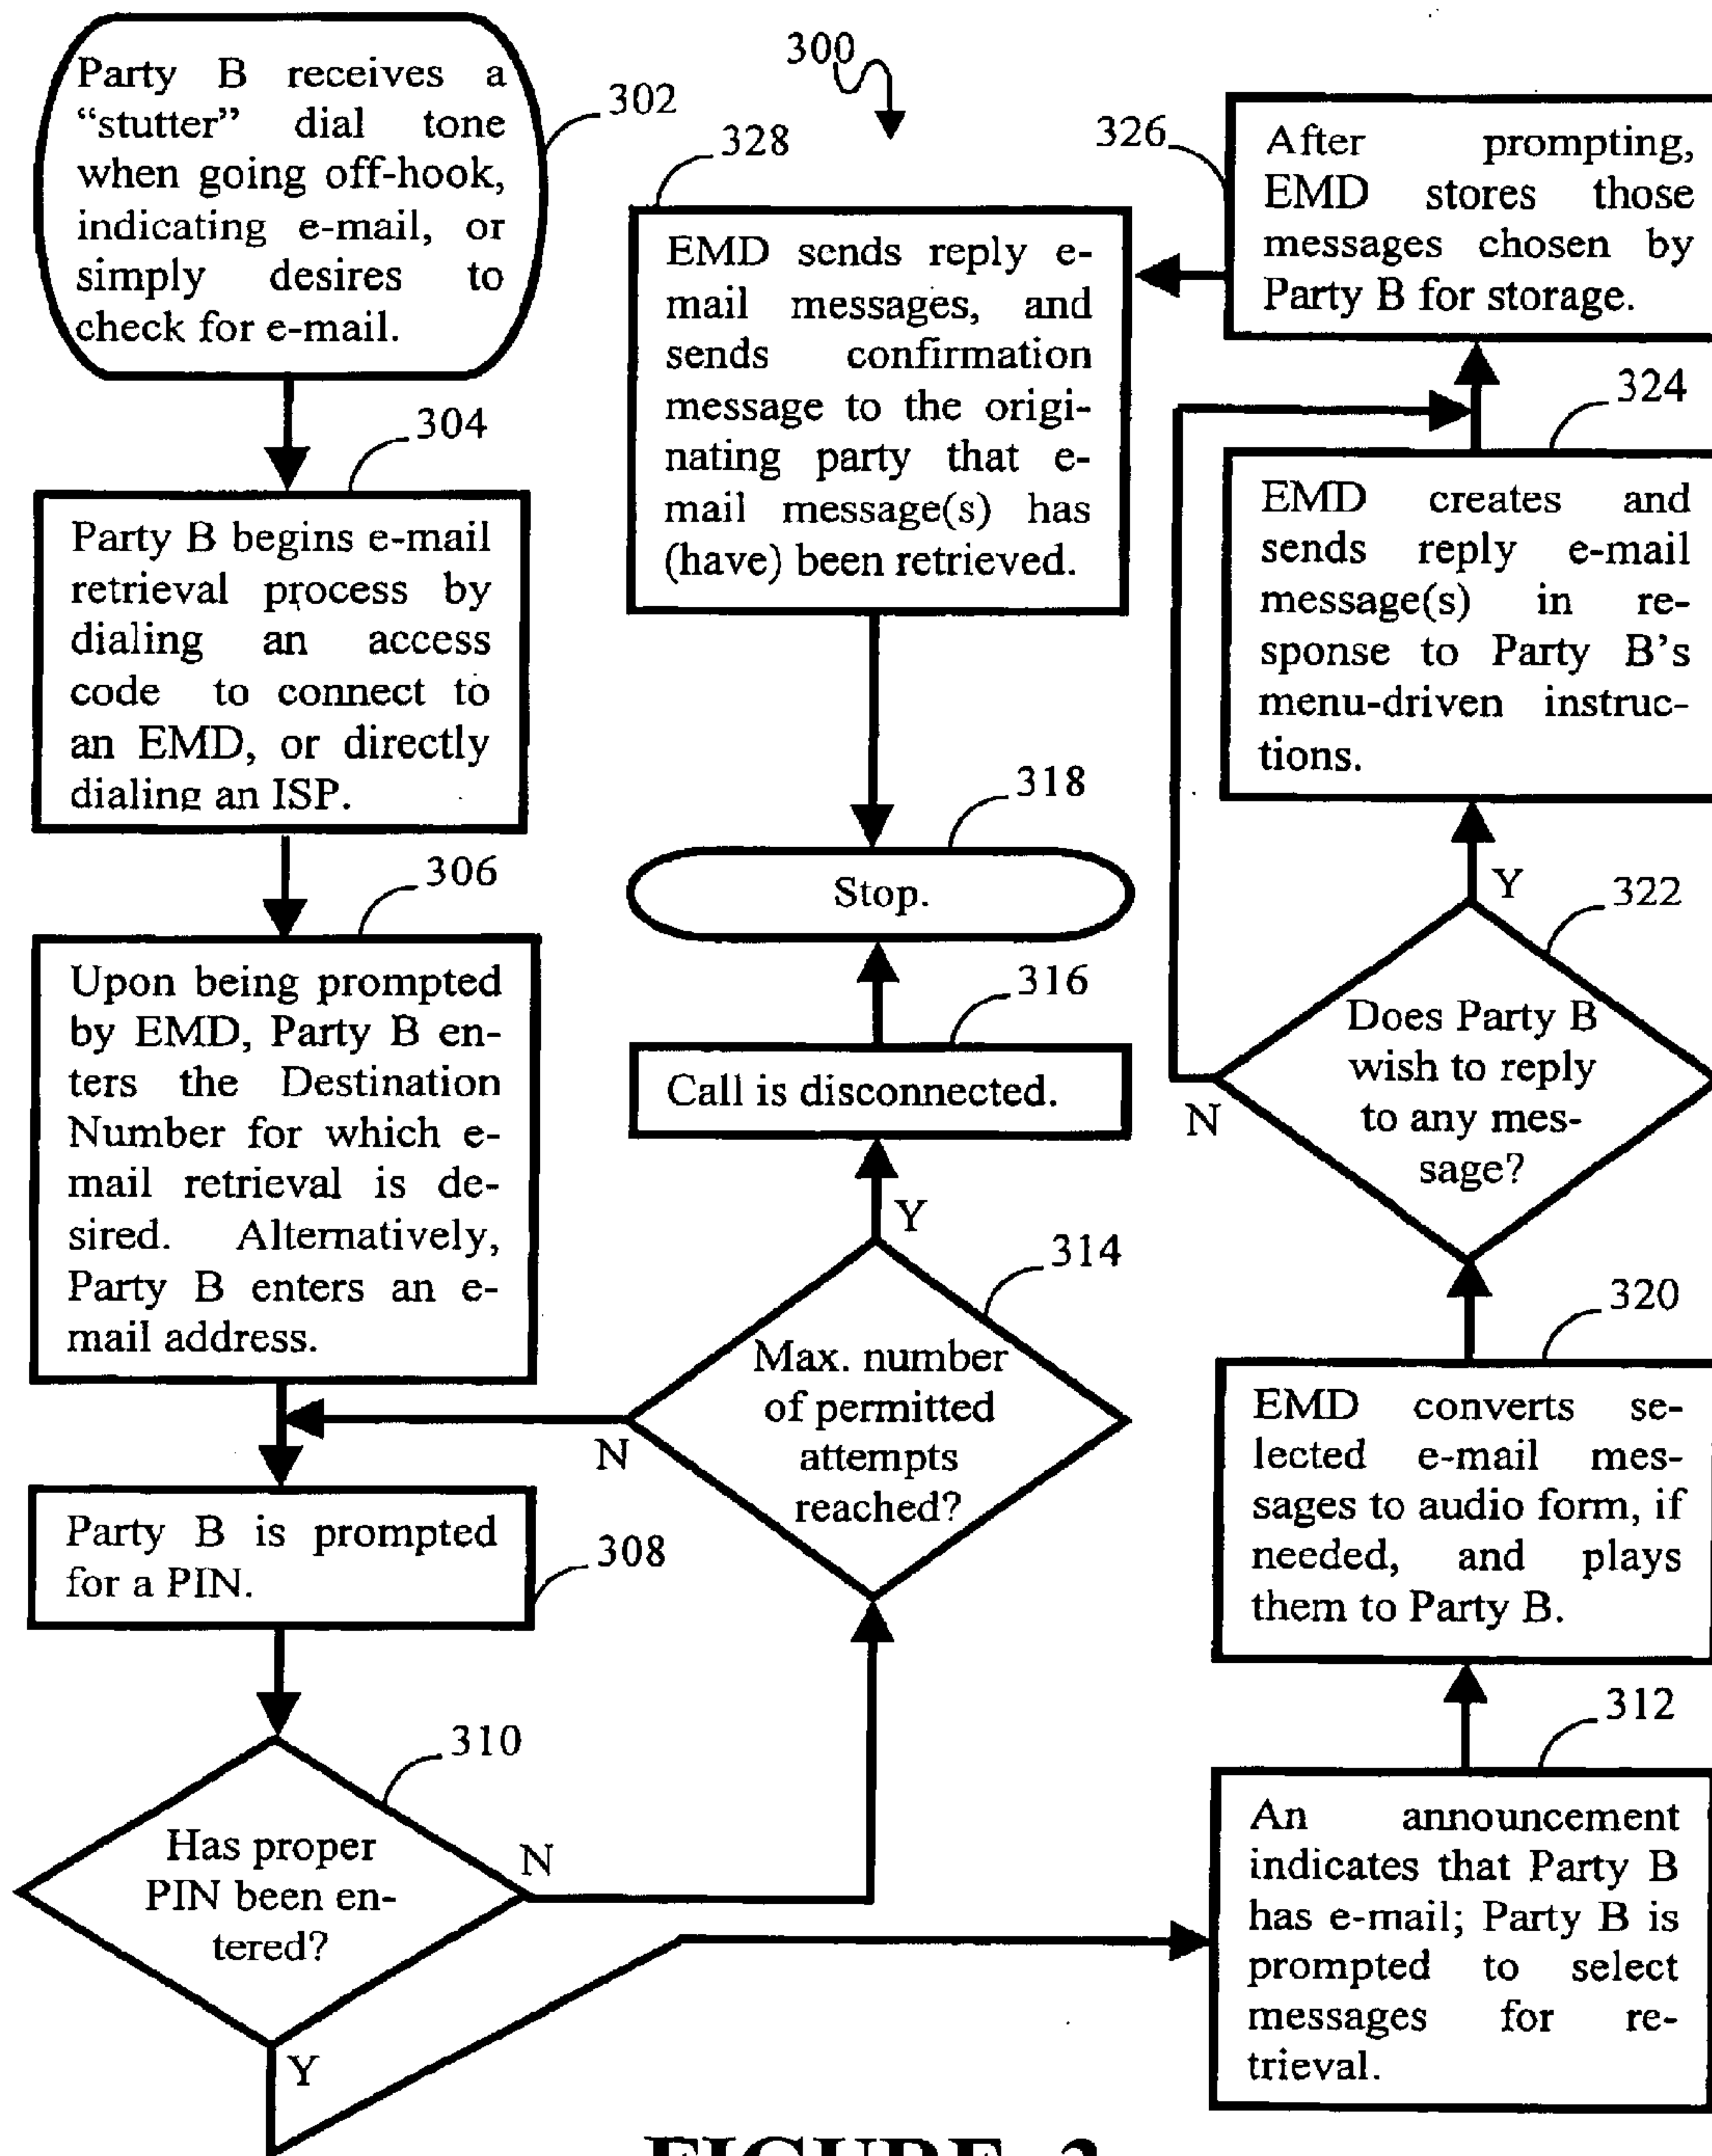 300
302
Party B receives a
“stutter” dial tone
when going off-hook,
indicating e-mail, or
simply desires to
check for e-mail.
304
Party B begins e-mail
retrieval process by
dialing an access
code to connect to
an EMD, or directly
dialing an ISP.
306
Upon being prompted
by EMD, Party B en-
ters the Destination
Number for which e-
mail retrieval is de-
sired. Alternatively,
Party B enters an e-
mail address.
308
Party B is prompted
for a PIN.
310
Has proper
PIN been en-
tered?
N
Y
328
EMD sends reply e-
mail messages, and
sends confirmation
message to the origi-
nating party that e-
mail message(s) has
(have) been retrieved.
318
Stop.
316
Call is disconnected.
Y
314
Max. number
of permitted
attempts
reached?
N
326
After prompting,
EMD stores those
messages chosen by
Party B for storage.
324
EMD creates and
sends reply e-mail
message(s) in re-
sponse to Party B’s
menu-driven instruc-
tions.
Y
322
Does Party B
wish to reply
to any mes-
sage?
N
320
EMD converts se-
lected e-mail mes-
sages to audio form, if
needed, and plays
them to Party B.
312
An announcement
indicates that Party B
has e-mail; Party B is
prompted to select
messages for re-
trieval.